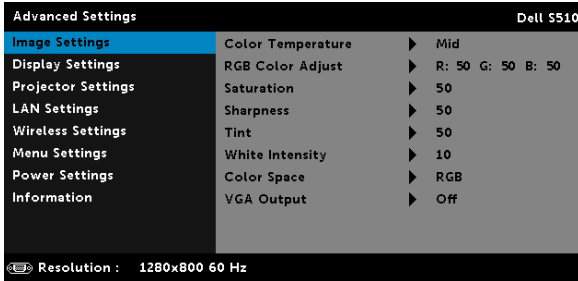 Advanced Settings Dell S510
Image Settings Color Temperature Mid
Display Settings RGB Color Adjust R: 50 G: 50 B: 50
Projector Settings Saturation 50
LAN Settings Sharpness 50
Wireless Settings Tint 50
Menu Settings White Intensity 10
Power Settings Color Space RGB
Information VGA Output Off
Resolution : 1280x800 60 Hz